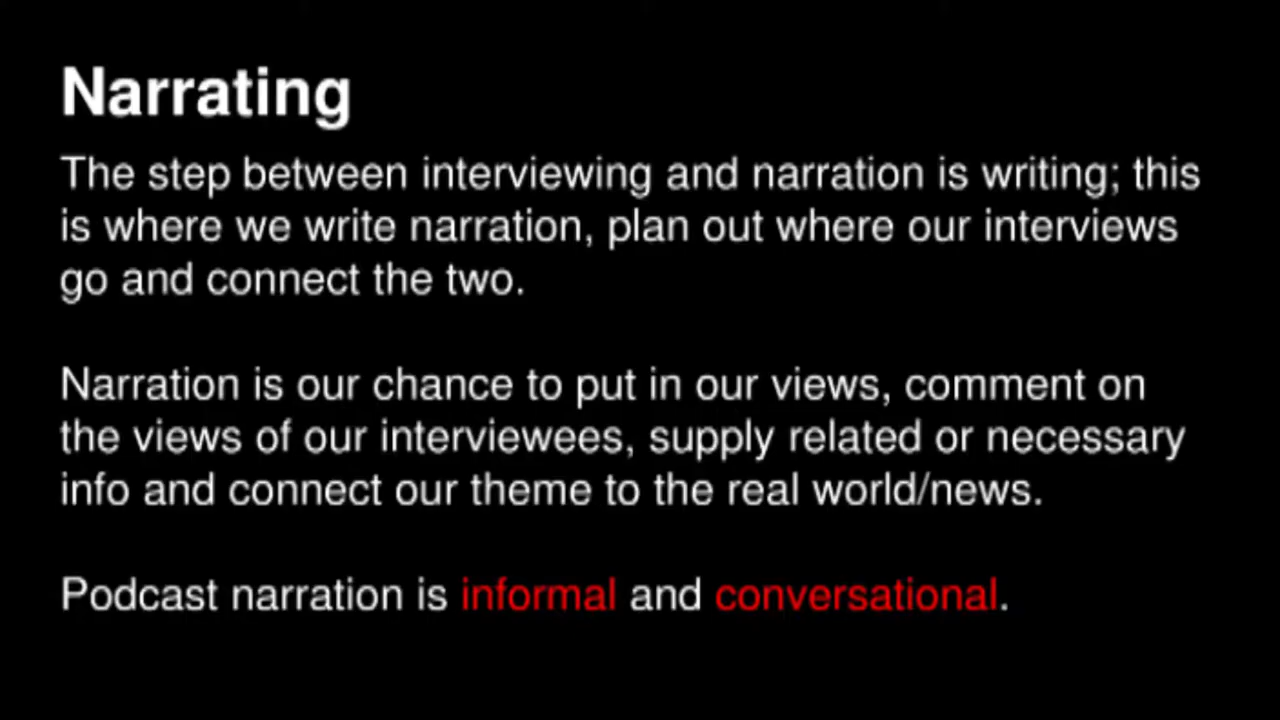 Narrating
The step between interviewing and narration is writing; this
is where we write narration, plan out where our interviews
go and connect the two.
Narration is our chance to put in our views, comment on
the views of our interviewees, supply related or necessary
info and connect our theme to the real world/news.
Podcast narration is informal and conversational.